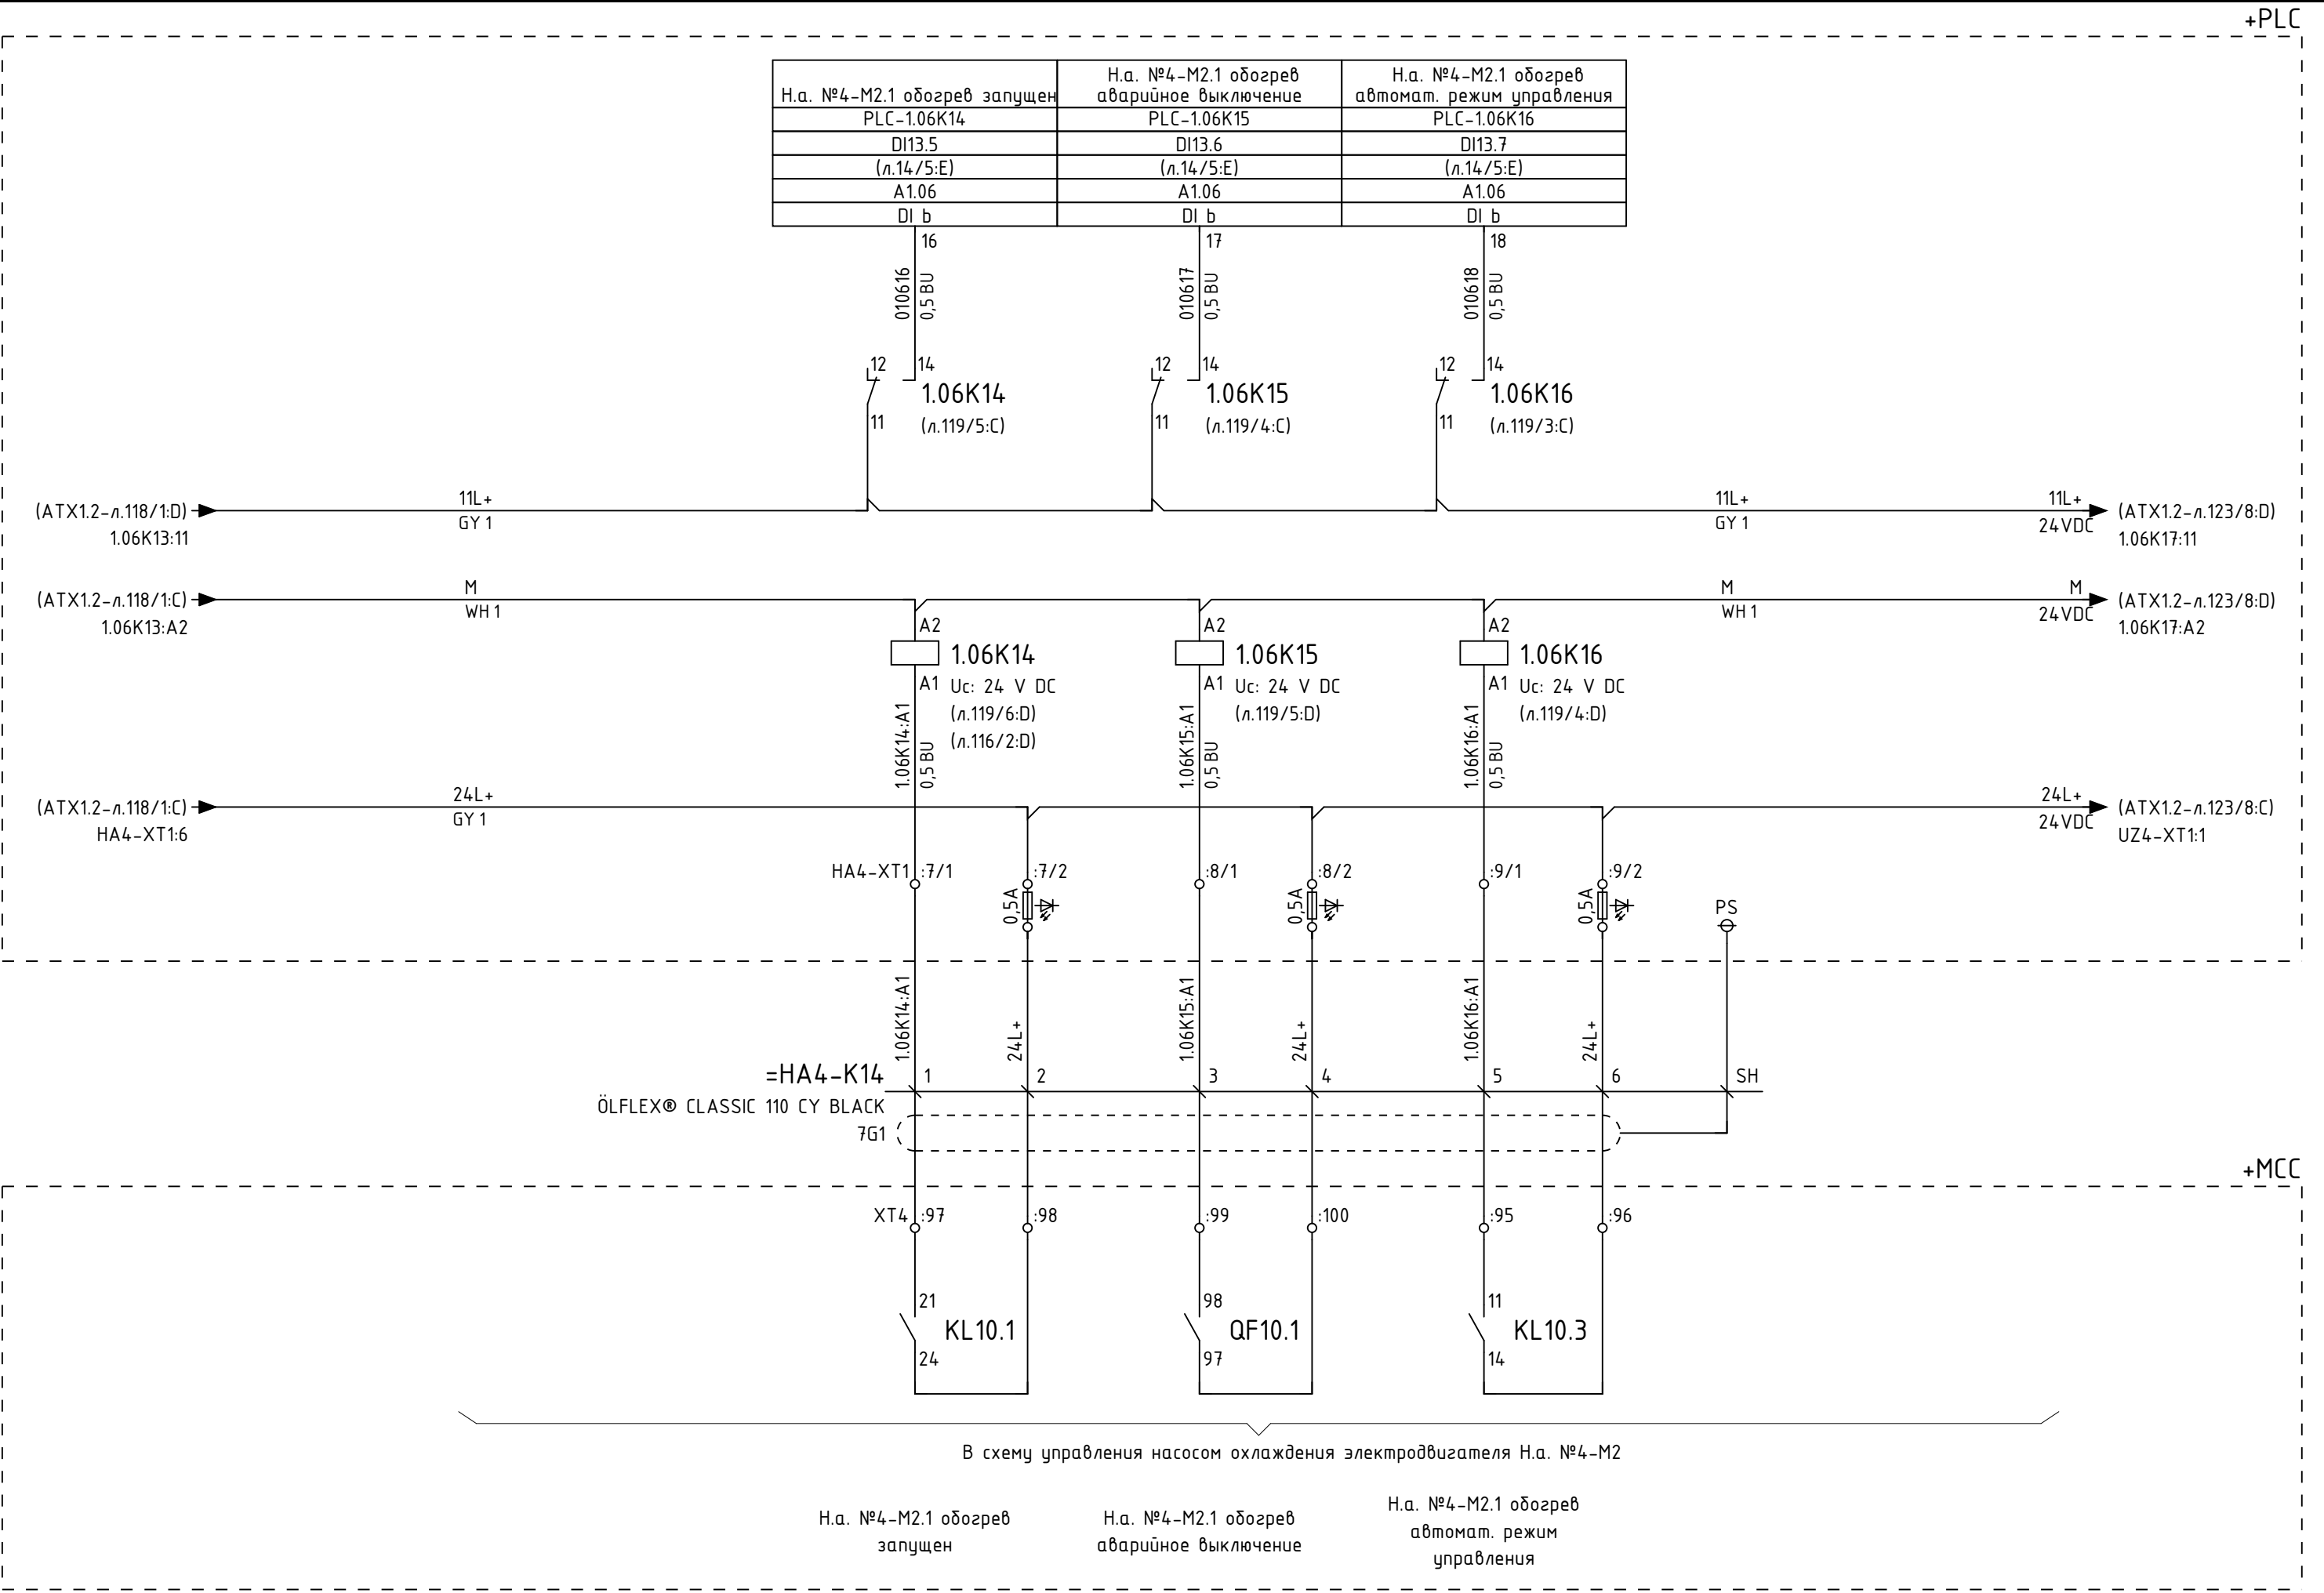 +PLC
Н.а. №4-М2.1 обогрев запущен
Н.а. №4-М2.1 обогрев
аварийное выключение
Н.а. №4-М2.1 обогрев
автомат. режим управления
PLC-1.06K14 PLC-1.06K15 PLC-1.06K16
DI13.5 DI13.6 DI13.7
(л.14/5:E) (л.14/5:E) (л.14/5:E)
A1.06 A1.06 A1.06
DI b DI b DI b
16 17 18
010616 0,5 BU 010617 0,5 BU 010618 0,5 BU
12 14 12 14 12 14
1.06K14 1.06K15 1.06K16
11 (л.119/5:C) 11 (л.119/4:C) 11 (л.119/3:C)
11L+ 11L+ 11L+
(ATX1.2-л.118/1:D) (ATX1.2-л.123/8:D)
GY 1 GY 1 24VDC
1.06K13:11 1.06K17:11
M M M
(ATX1.2-л.118/1:C) (ATX1.2-л.123/8:D)
WH 1 WH 1 24VDC
1.06K13:A2 1.06K17:A2
A2 A2 A2
1.06K14 1.06K15 1.06K16
A1 Uc: 24 V DC A1 Uc: 24 V DC A1 Uc: 24 V DC
(л.119/6:D) (л.119/5:D) (л.119/4:D)
(л.116/2:D)
1.06K14:A1 0,5 BU 1.06K15:A1 0,5 BU 1.06K16:A1 0,5 BU
24L+ 24L+
(ATX1.2-л.118/1:C) (ATX1.2-л.123/8:C)
GY 1 24VDC
HA4-XT1:6 UZ4-XT1:1
HA4-XT1 :7/1 :7/2 :8/1 :8/2 :9/1 :9/2
0,5A 0,5A 0,5A PS
1.06K14:A1 24L+ 1.06K15:A1 24L+ 1.06K16:A1 24L+
=HA4-K14 1 2 3 4 5 6 SH
ÖLFLEX® CLASSIC 110 CY BLACK
7G1
+MCC
XT4 :97 :98 :99 :100 :95 :96
21 98 11
KL10.1 QF10.1 KL10.3
24 97 14
В схему управления насосом охлаждения электродвигателя Н.а. №4-М2
Н.а. №4-М2.1 обогрев
запущен
Н.а. №4-М2.1 обогрев
аварийное выключение
Н.а. №4-М2.1 обогрев
автомат. режим
управления